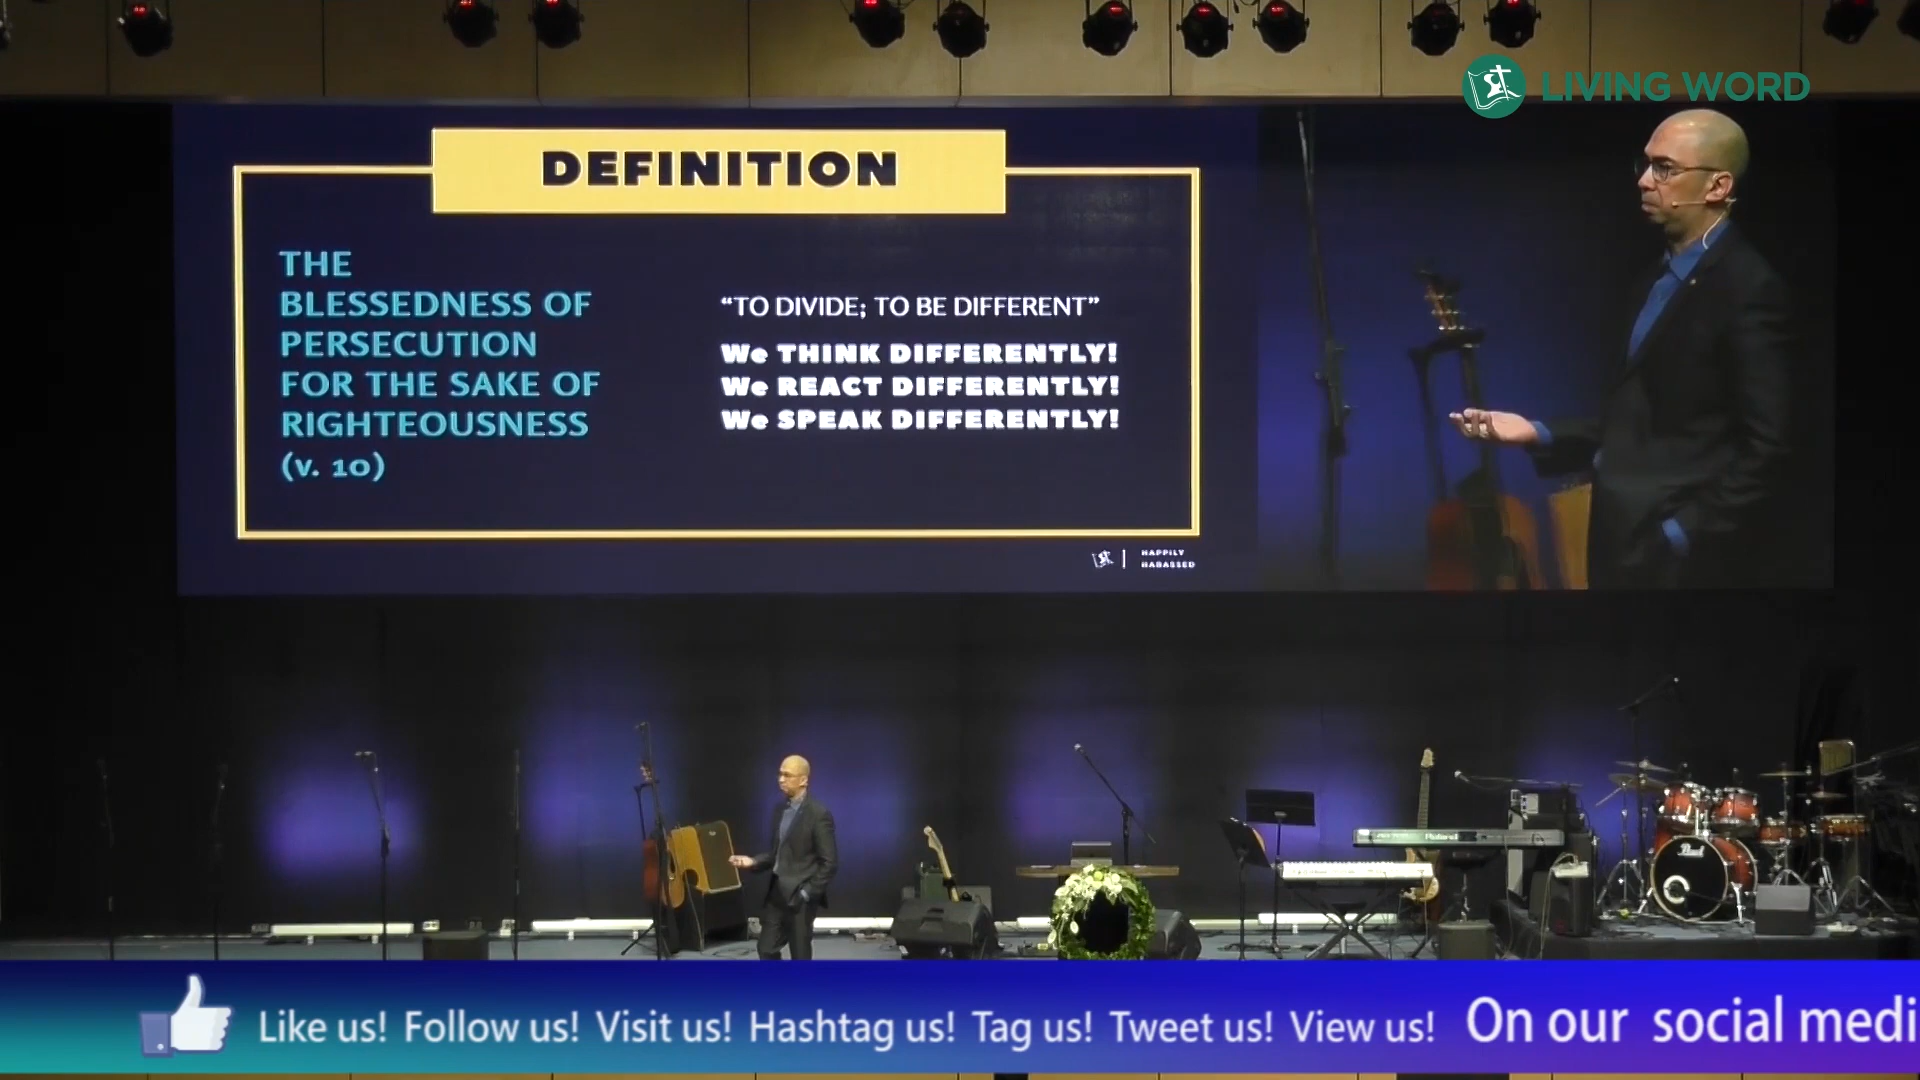 LIVING WORD
DEFINITION
THE
BLESSEDNESS OF
PERSECUTION
FOR THE SAKE OF
RIGHTEOUSNESS
(v. 10)
“TO DIVIDE; TO BE DIFFERENT”
We THINK DIFFERENTLY!
We REACT DIFFERENTLY!
We SPEAK DIFFERENTLY!
HAPPILY
HARASSED
Roland
Pearl
Like us! Follow us! Visit us! Hashtag us! Tag us! Tweet us! View us! On our social medi